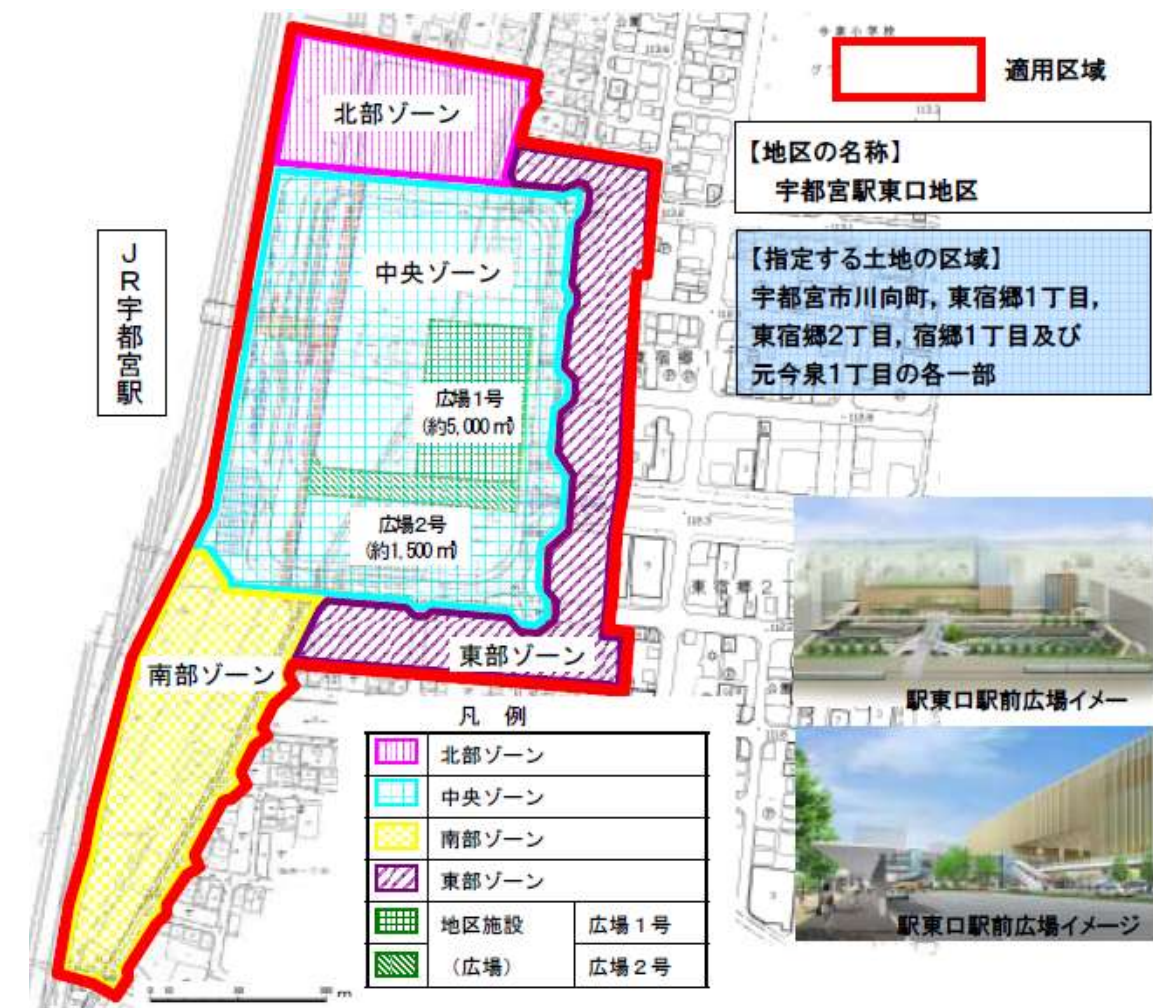 適用区域
【地区の名称】
宇都宮駅東口地区
【指定する土地の区域】
宇都宮市川向町，東宿郷1丁目，
東宿郷2丁目，宿郷1丁目及び
元今泉1丁目の各一部
JR宇都宮駅
北部ゾーン
中央ゾーン
広場1号
(約5,000㎡)
広場2号
(約1,500㎡)
東部ゾーン
南部ゾーン
東宿郷2
駅東口駅前広場イメー
駅東口駅前広場イメージ
凡 例
北部ゾーン
中央ゾーン
南部ゾーン
東部ゾーン
地区施設 広場1号
（広場） 広場2号
m